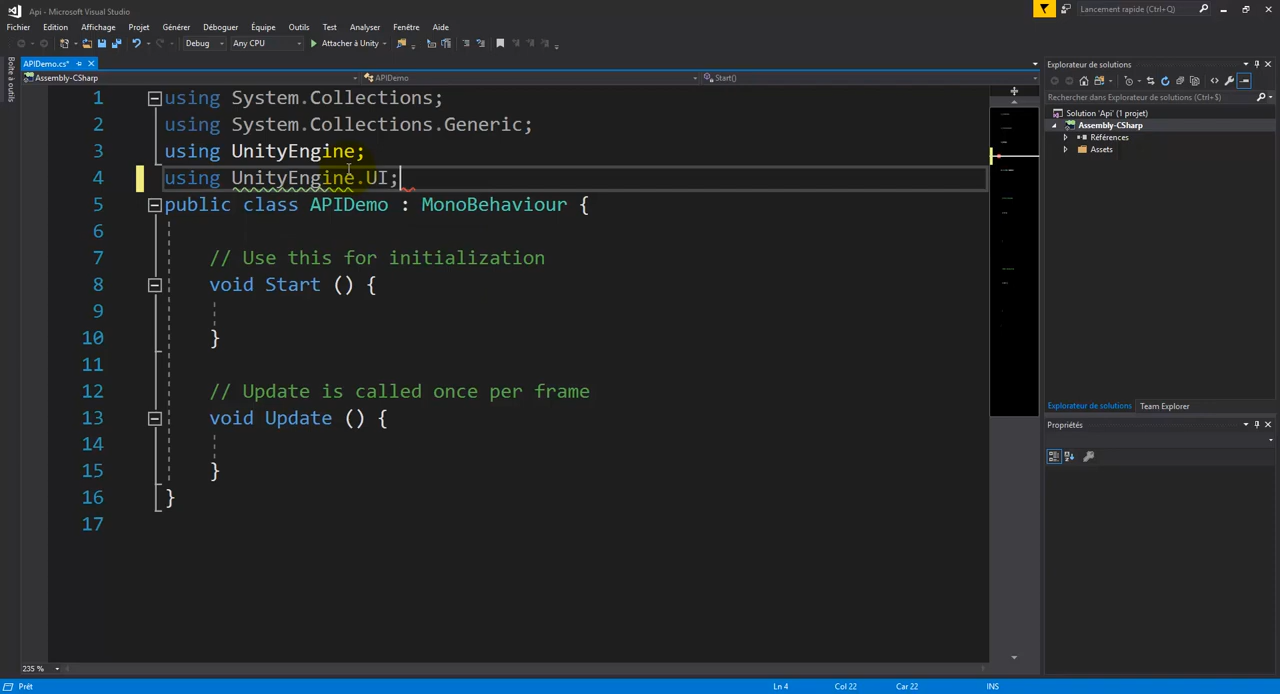 Api - Microsoft Visual Studio
Lancement rapide (Ctrl+Q)
Fichier Edition Affichage Projet Générer Déboguer Équipe Outils Test Analyser Fenêtre Aide
Debug Any CPU Attacher à Unity
Boîte à outils
APIDemo.cs*
Assembly-CSharp APIDemo Start()
1 using System.Collections;
2 using System.Collections.Generic;
3 using UnityEngine;
4 using UnityEngine.UI;
5 public class APIDemo : MonoBehaviour {
6
7 // Use this for initialization
8 void Start () {
9
10 }
11
12 // Update is called once per frame
13 void Update () {
14
15 }
16 }
17
235 %
Explorateur de solutions
Rechercher dans Explorateur de solutions (Ctrl+$)
Solution 'Api' (1 projet)
Assembly-CSharp
Références
Assets
Explorateur de solutions Team Explorer
Propriétés
Prêt Ln 4 Col 22 Car 22 INS